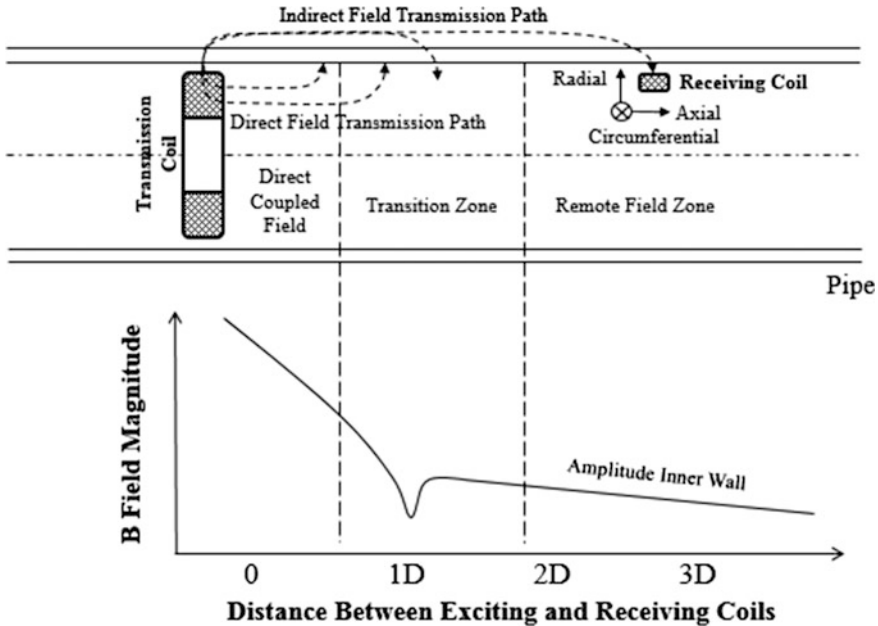 Indirect Field Transmission Path
Radial
Receiving Coil
Axial
Circumferential
Transmission
Coil
Direct Field Transmission Path
Direct
Coupled
Field
Transition Zone
Remote Field Zone
Pipe
B Field Magnitude
Amplitude Inner Wall
0 1D 2D 3D
Distance Between Exciting and Receiving Coils